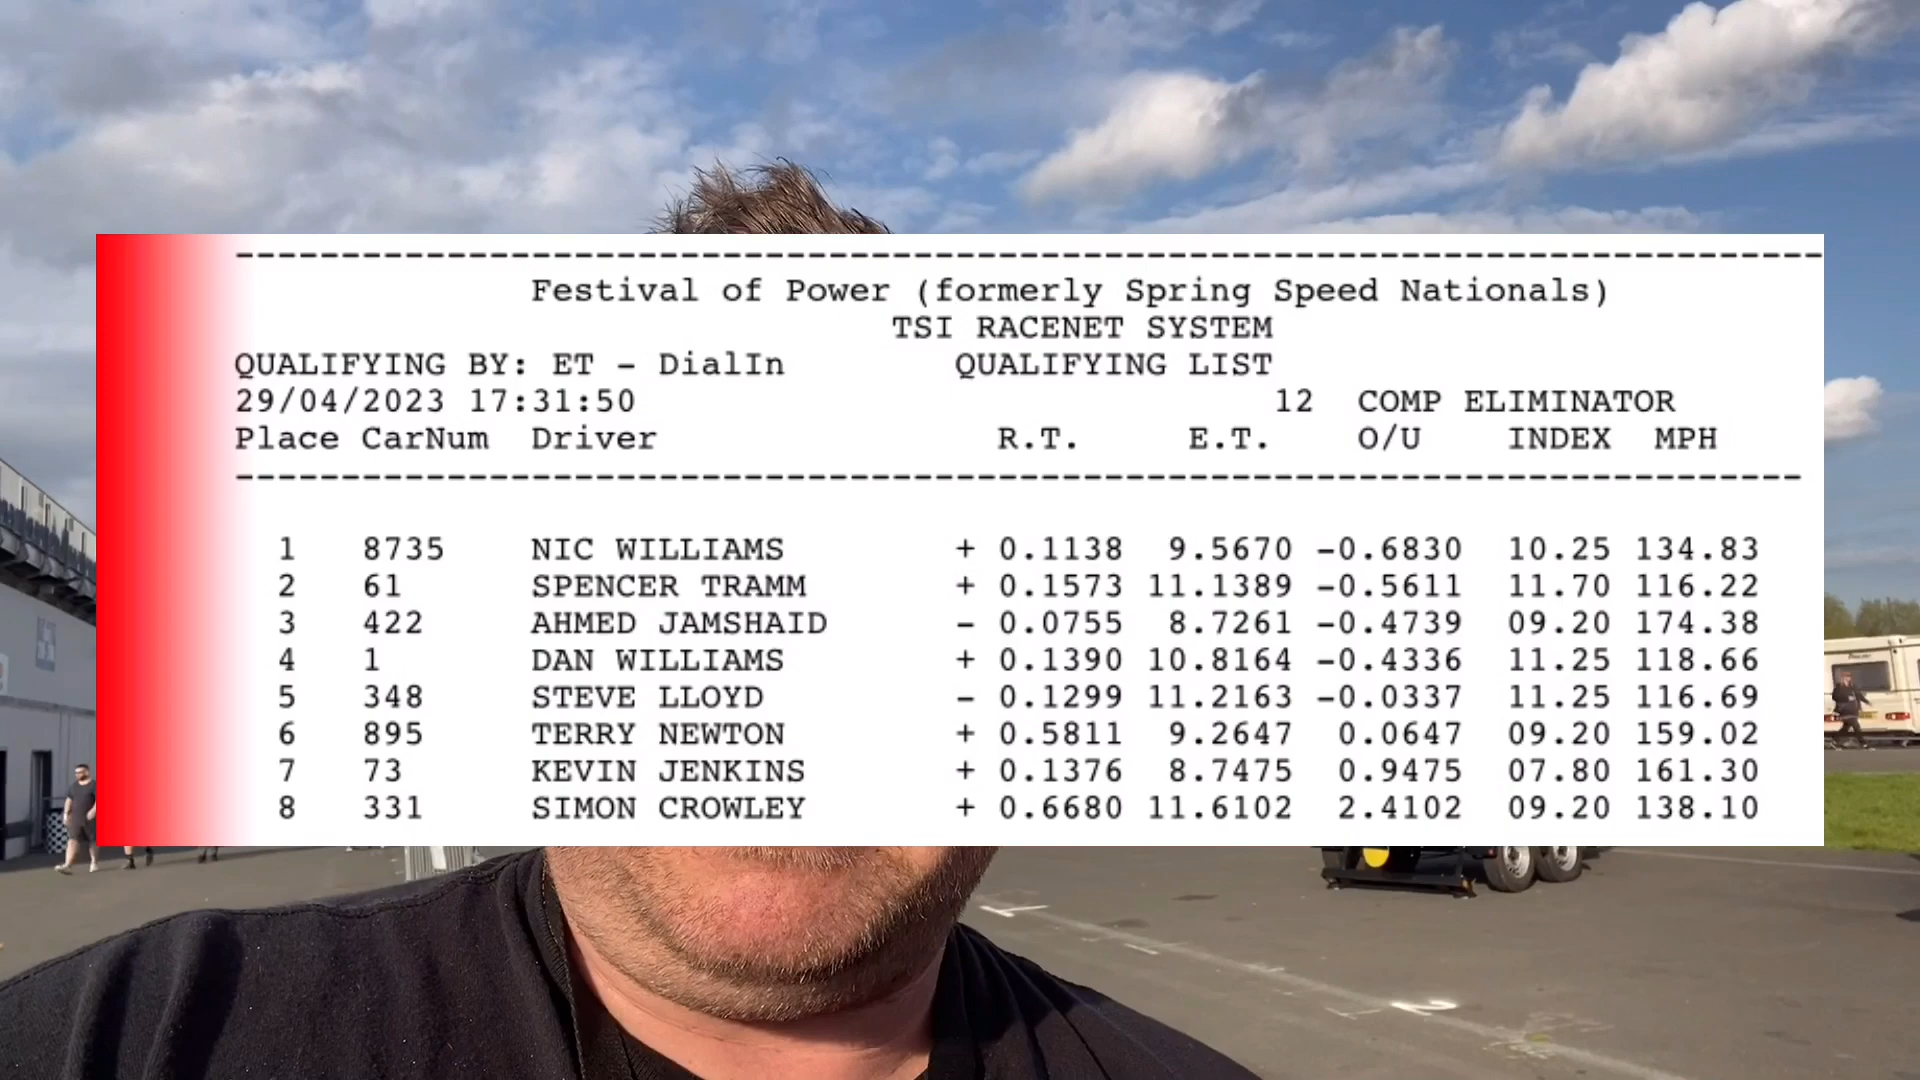 Festival of Power (formerly Spring Speed Nationals)
TSI RACENET SYSTEM
QUALIFYING BY: ET - DialIn QUALIFYING LIST
29/04/2023 17:31:50 12 COMP ELIMINATOR
Place CarNum Driver R.T. E.T. O/U INDEX MPH
1 8735 NIC WILLIAMS + 0.1138 9.5670 -0.6830 10.25 134.83
2 61 SPENCER TRAMM + 0.1573 11.1389 -0.5611 11.70 116.22
3 422 AHMED JAMSHAID - 0.0755 8.7261 -0.4739 09.20 174.38
4 1 DAN WILLIAMS + 0.1390 10.8164 -0.4336 11.25 118.66
5 348 STEVE LLOYD - 0.1299 11.2163 -0.0337 11.25 116.69
6 895 TERRY NEWTON + 0.5811 9.2647 0.0647 09.20 159.02
7 73 KEVIN JENKINS + 0.1376 8.7475 0.9475 07.80 161.30
8 331 SIMON CROWLEY + 0.6680 11.6102 2.4102 09.20 138.10